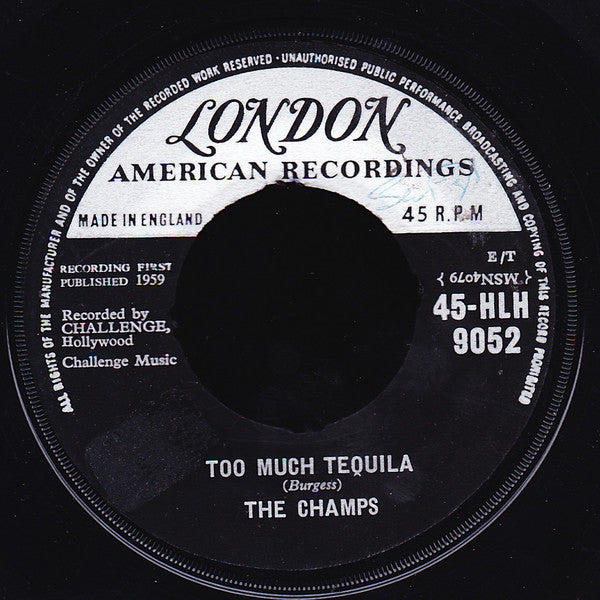 ALL RIGHTS OF THE MANUFACTURER AND OF THE OWNER OF THE RECORDED WORK RESERVED · UNAUTHORISED PUBLIC PERFORMANCE BROADCASTING AND COPYING OF THIS RECORD PROHIBITED
LONDON
AMERICAN RECORDINGS
MADE IN ENGLAND
45 R.P.M
RECORDING FIRST
PUBLISHED 1959
E/T
{ MSN4079 }
Recorded by
CHALLENGE,
Hollywood
45-HLH
9052
Challenge Music
TOO MUCH TEQUILA
(Burgess)
THE CHAMPS